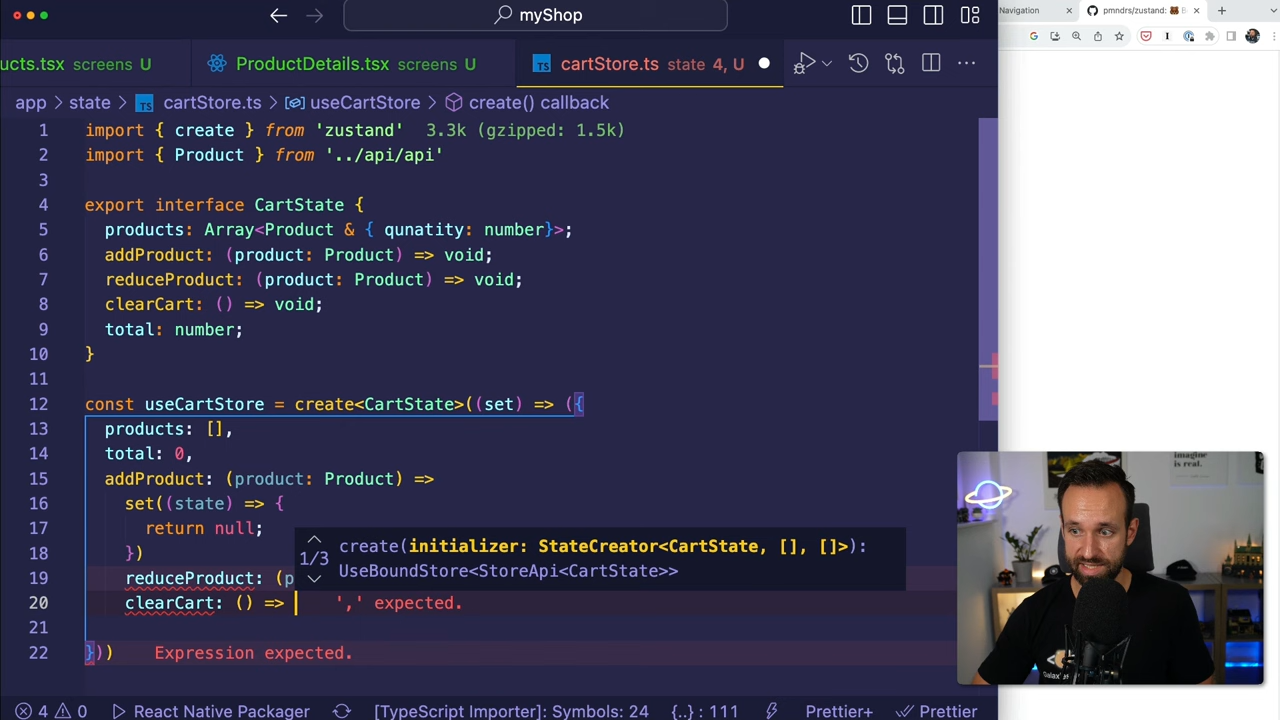 myShop
Navigation
pmndrs/zustand: 🐻 B
ucts.tsx screens U
ProductDetails.tsx screens U
TS cartStore.ts state 4, U
app > state > TS cartStore.ts > useCartStore > create() callback
1 import { create } from 'zustand' 3.3k (gzipped: 1.5k)
2 import { Product } from '../api/api'
3
4 export interface CartState {
5 products: Array<Product & { qunatity: number}>;
6 addProduct: (product: Product) => void;
7 reduceProduct: (product: Product) => void;
8 clearCart: () => void;
9 total: number;
10 }
11
12 const useCartStore = create<CartState>((set) => ({
13 products: [],
14 total: 0,
15 addProduct: (product: Product) =>
16 set((state) => {
17 return null;
18 })
1/3 create(initializer: StateCreator<CartState, [], []>):
UseBoundStore<StoreApi<CartState>>
19 reduceProduct: (p
20 clearCart: () => ',' expected.
21
22 })) Expression expected.
imagine
is real.
4 0 React Native Packager [TypeScript Importer]: Symbols: 24 {..} : 111 Prettier+ Prettier